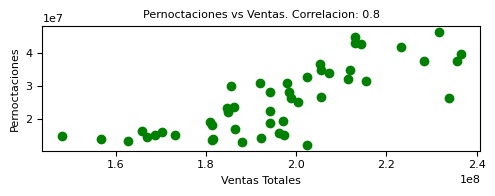 Pernoctaciones vs Ventas. Correlacion: 0.8
1e7
4
3
2
Pernoctaciones
1.6 1.8 2.0 2.2 2.4
1e8
Ventas Totales